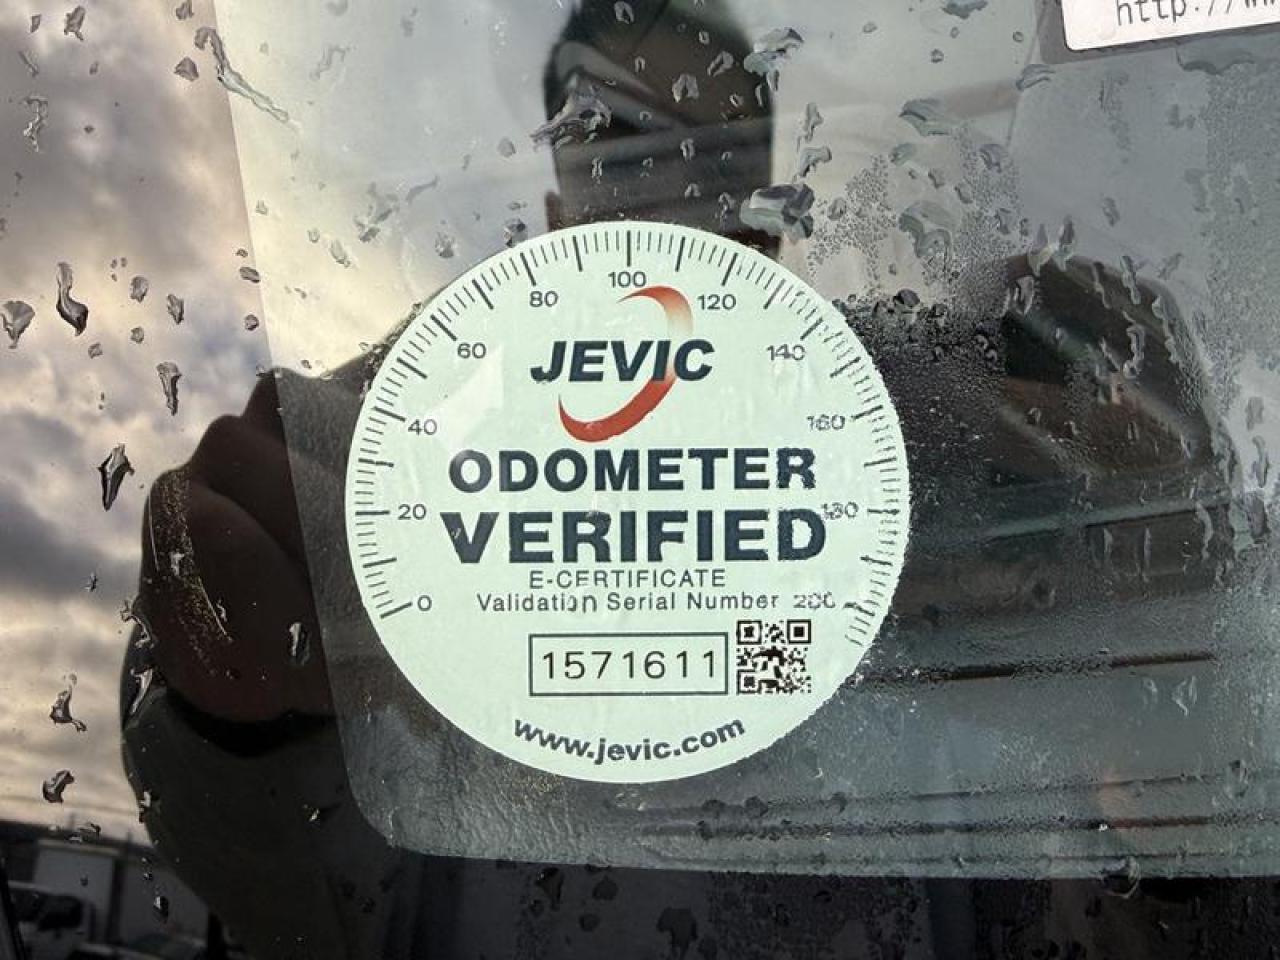 http://
100
80
120
60
JEVIC
140
40
160
ODOMETER
20
VERIFIED
180
E-CERTIFICATE
0
Validation Serial Number
200
1571611
www.jevic.com